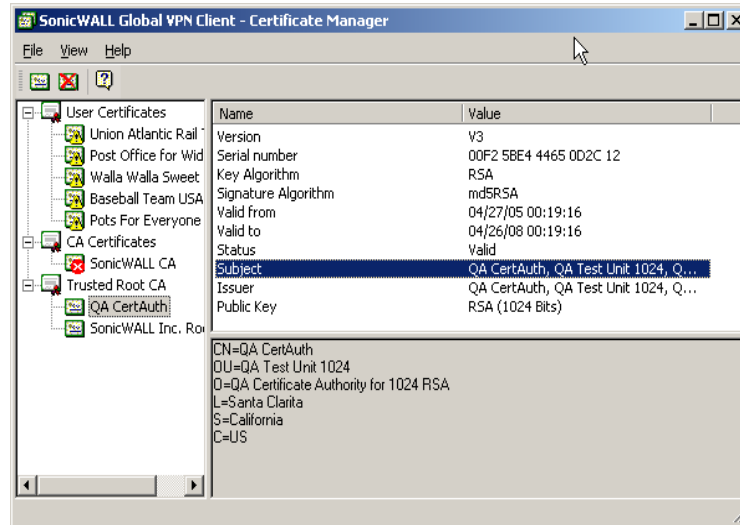 SonicWALL Global VPN Client - Certificate Manager
File View Help
User Certificates
Union Atlantic Rail
Post Office for Wid
Walla Walla Sweet
Baseball Team USA
Pots For Everyone
CA Certificates
SonicWALL CA
Trusted Root CA
QA CertAuth
SonicWALL Inc. Ro
Name Value
Version V3
Serial number 00F2 5BE4 4465 0D2C 12
Key Algorithm RSA
Signature Algorithm md5RSA
Valid from 04/27/05 00:19:16
Valid to 04/26/08 00:19:16
Status Valid
Subject QA CertAuth, QA Test Unit 1024, Q...
Issuer QA CertAuth, QA Test Unit 1024, Q...
Public Key RSA (1024 Bits)
CN=QA CertAuth
OU=QA Test Unit 1024
O=QA Certificate Authority for 1024 RSA
L=Santa Clarita
S=California
C=US